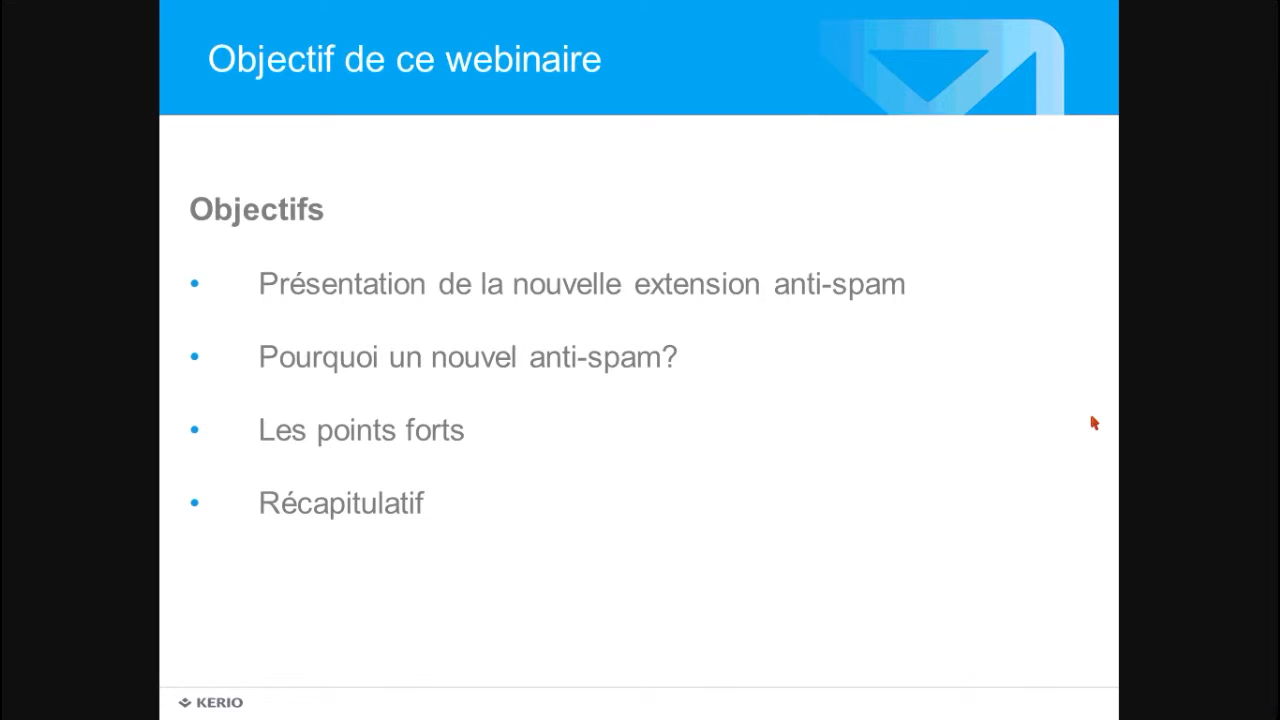 Objectif de ce webinaire
Objectifs
• Présentation de la nouvelle extension anti-spam
• Pourquoi un nouvel anti-spam?
• Les points forts
• Récapitulatif
KERIO